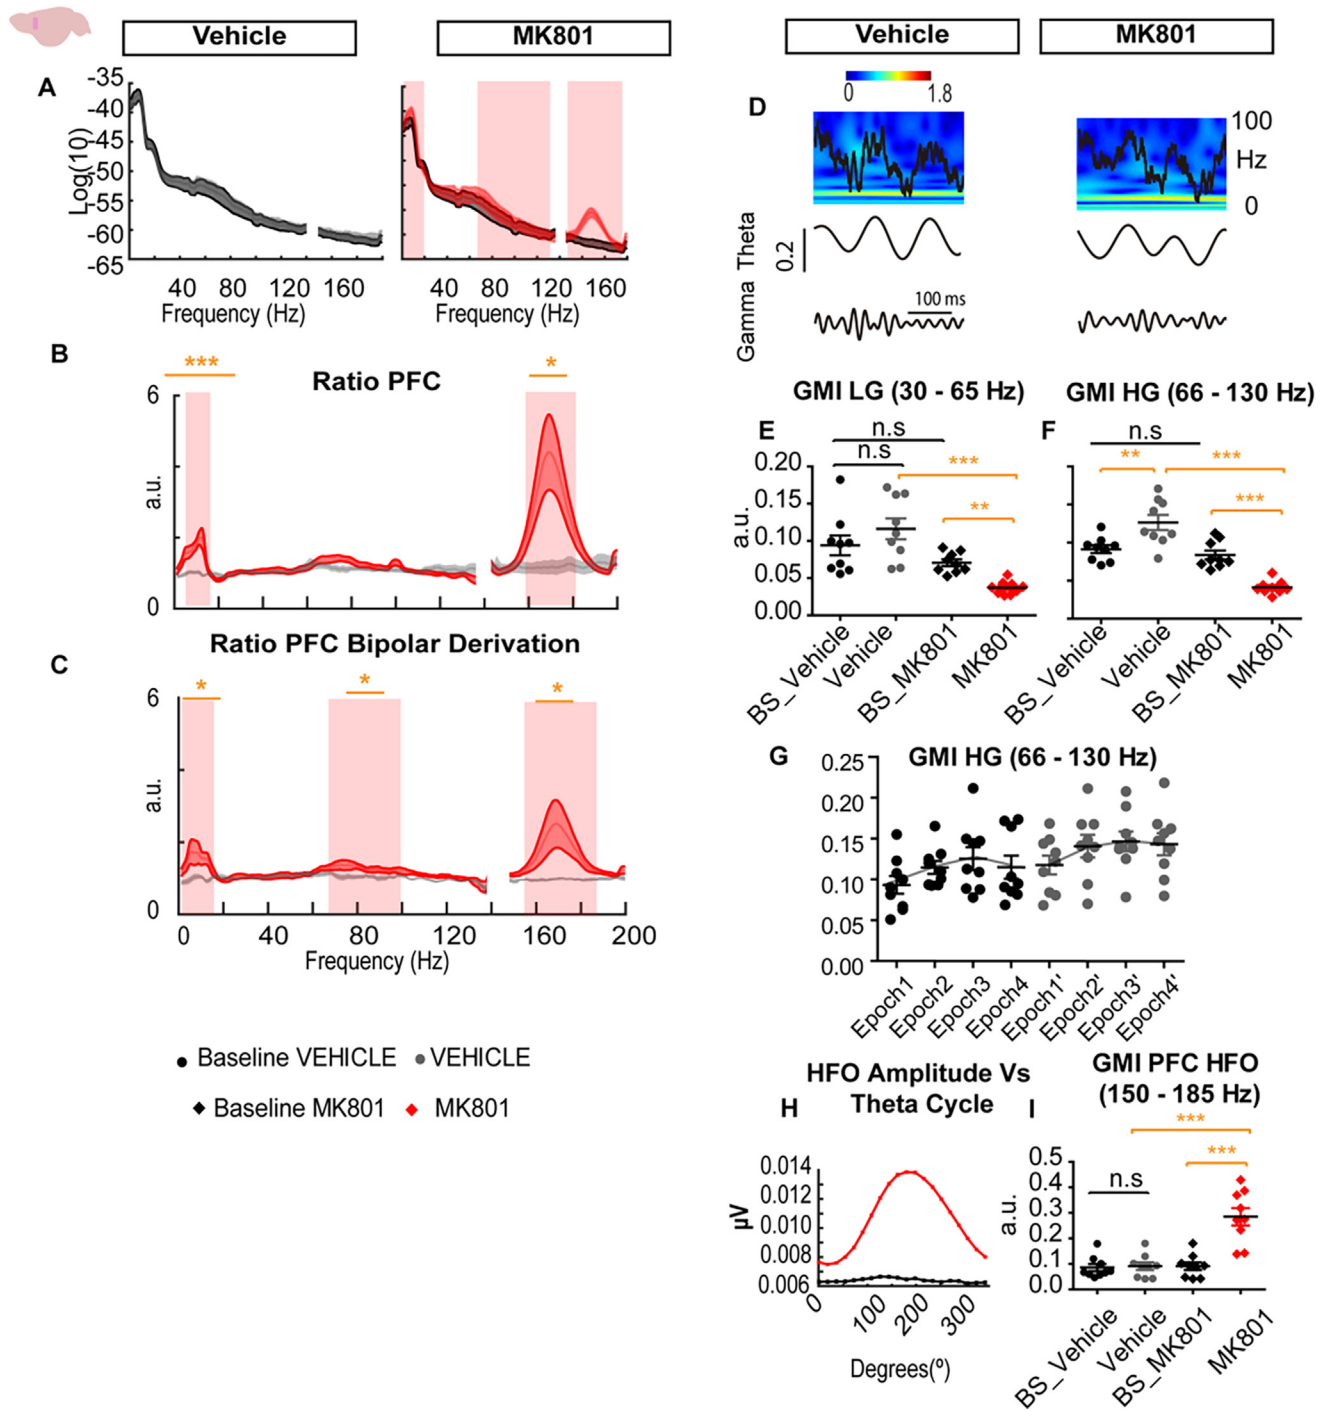 Vehicle
MK801
A
Log(10)
-35
-40
-45
-50
-55
-60
-65
40 80 120 160
Frequency (Hz)
40 80 120 160
Frequency (Hz)
B
***
*
Ratio PFC
6
a.u.
0
C
Ratio PFC Bipolar Derivation
*
*
*
6
a.u.
0
0 40 80 120 160 200
Frequency (Hz)
Baseline VEHICLE
VEHICLE
Baseline MK801
MK801
Vehicle
MK801
D
0 1.8
100
Hz
0
Theta
0.2
Gamma
100 ms
GMI LG (30 - 65 Hz)
E
n.s
n.s
***
**
a.u.
0.20
0.15
0.10
0.05
0.00
BS_Vehicle
Vehicle
BS_MK801
MK801
GMI HG (66 - 130 Hz)
F
n.s
**
***
***
BS_Vehicle
Vehicle
BS_MK801
MK801
G
GMI HG (66 - 130 Hz)
0.25
0.20
0.15
0.10
0.05
0.00
Epoch1
Epoch2
Epoch3
Epoch4
Epoch1'
Epoch2'
Epoch3'
Epoch4'
HFO Amplitude Vs
Theta Cycle
H
µV
0.014
0.012
0.010
0.008
0.006
0
100
200
300
Degrees(º)
GMI PFC HFO
(150 - 185 Hz)
I
***
***
n.s
a.u.
0.5
0.4
0.3
0.2
0.1
0.0
BS_Vehicle
Vehicle
BS_MK801
MK801